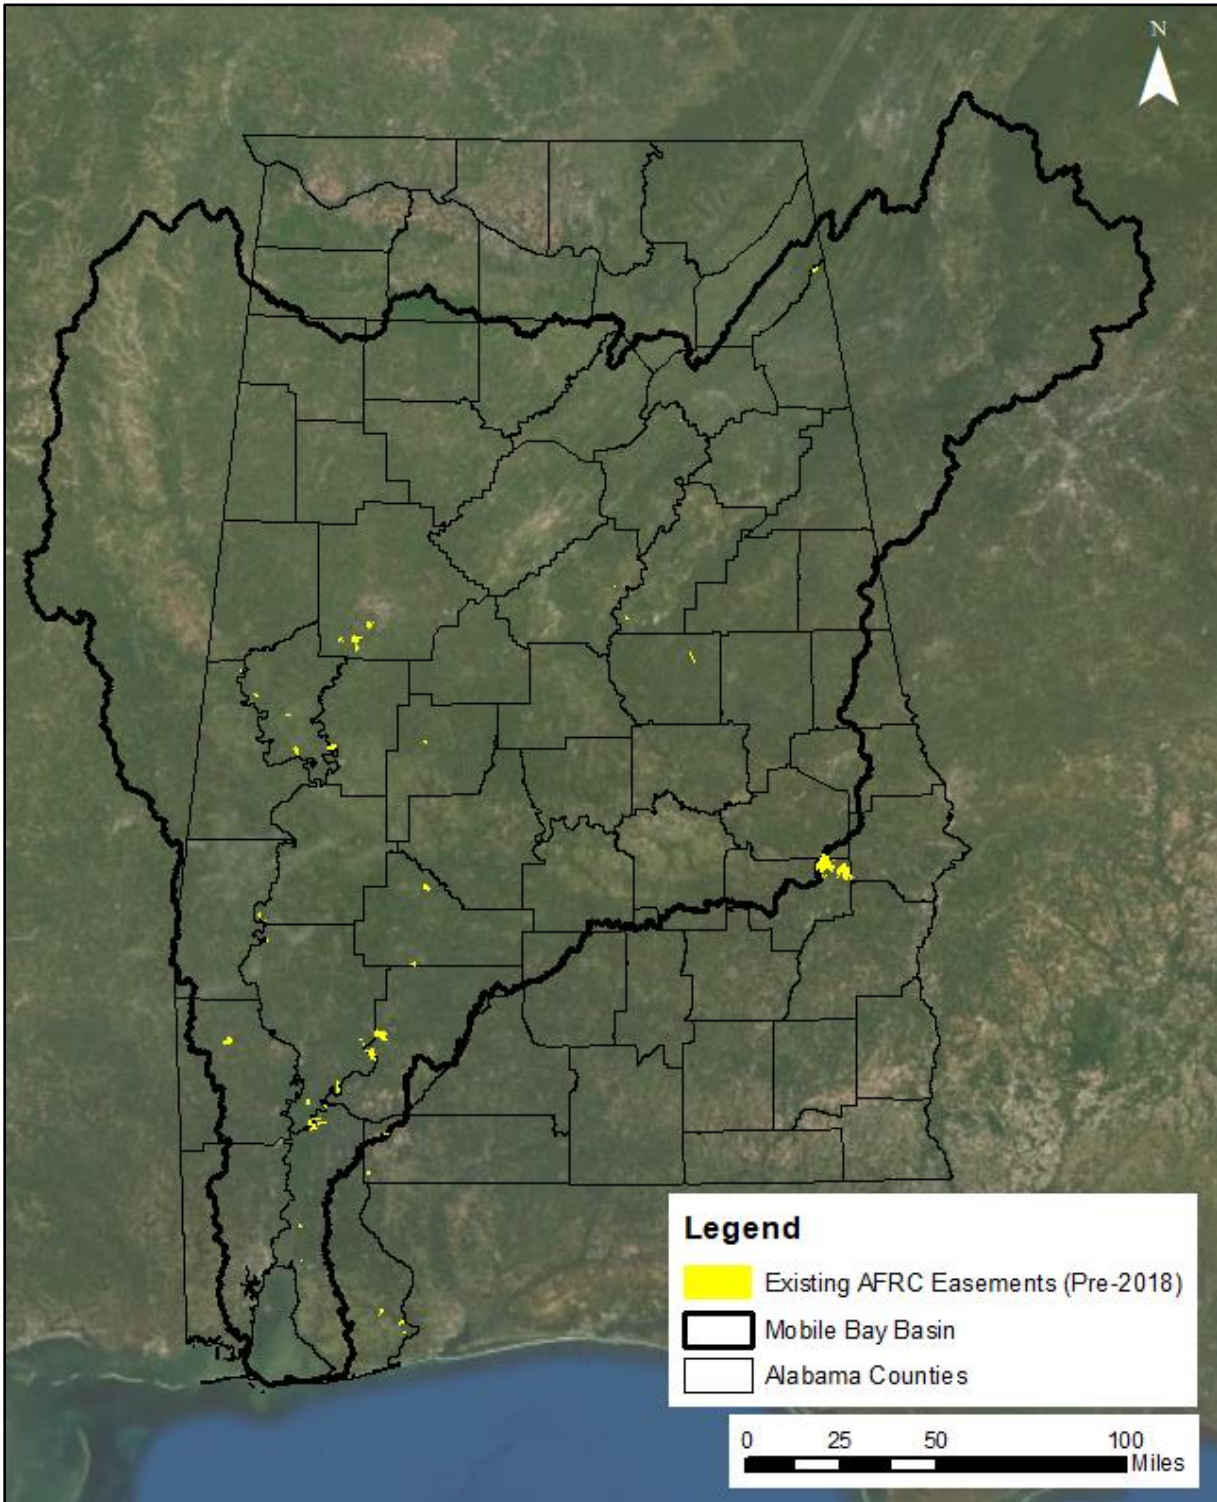 N
Legend
Existing AFRC Easements (Pre-2018)
Mobile Bay Basin
Alabama Counties
0 25 50 100
Miles